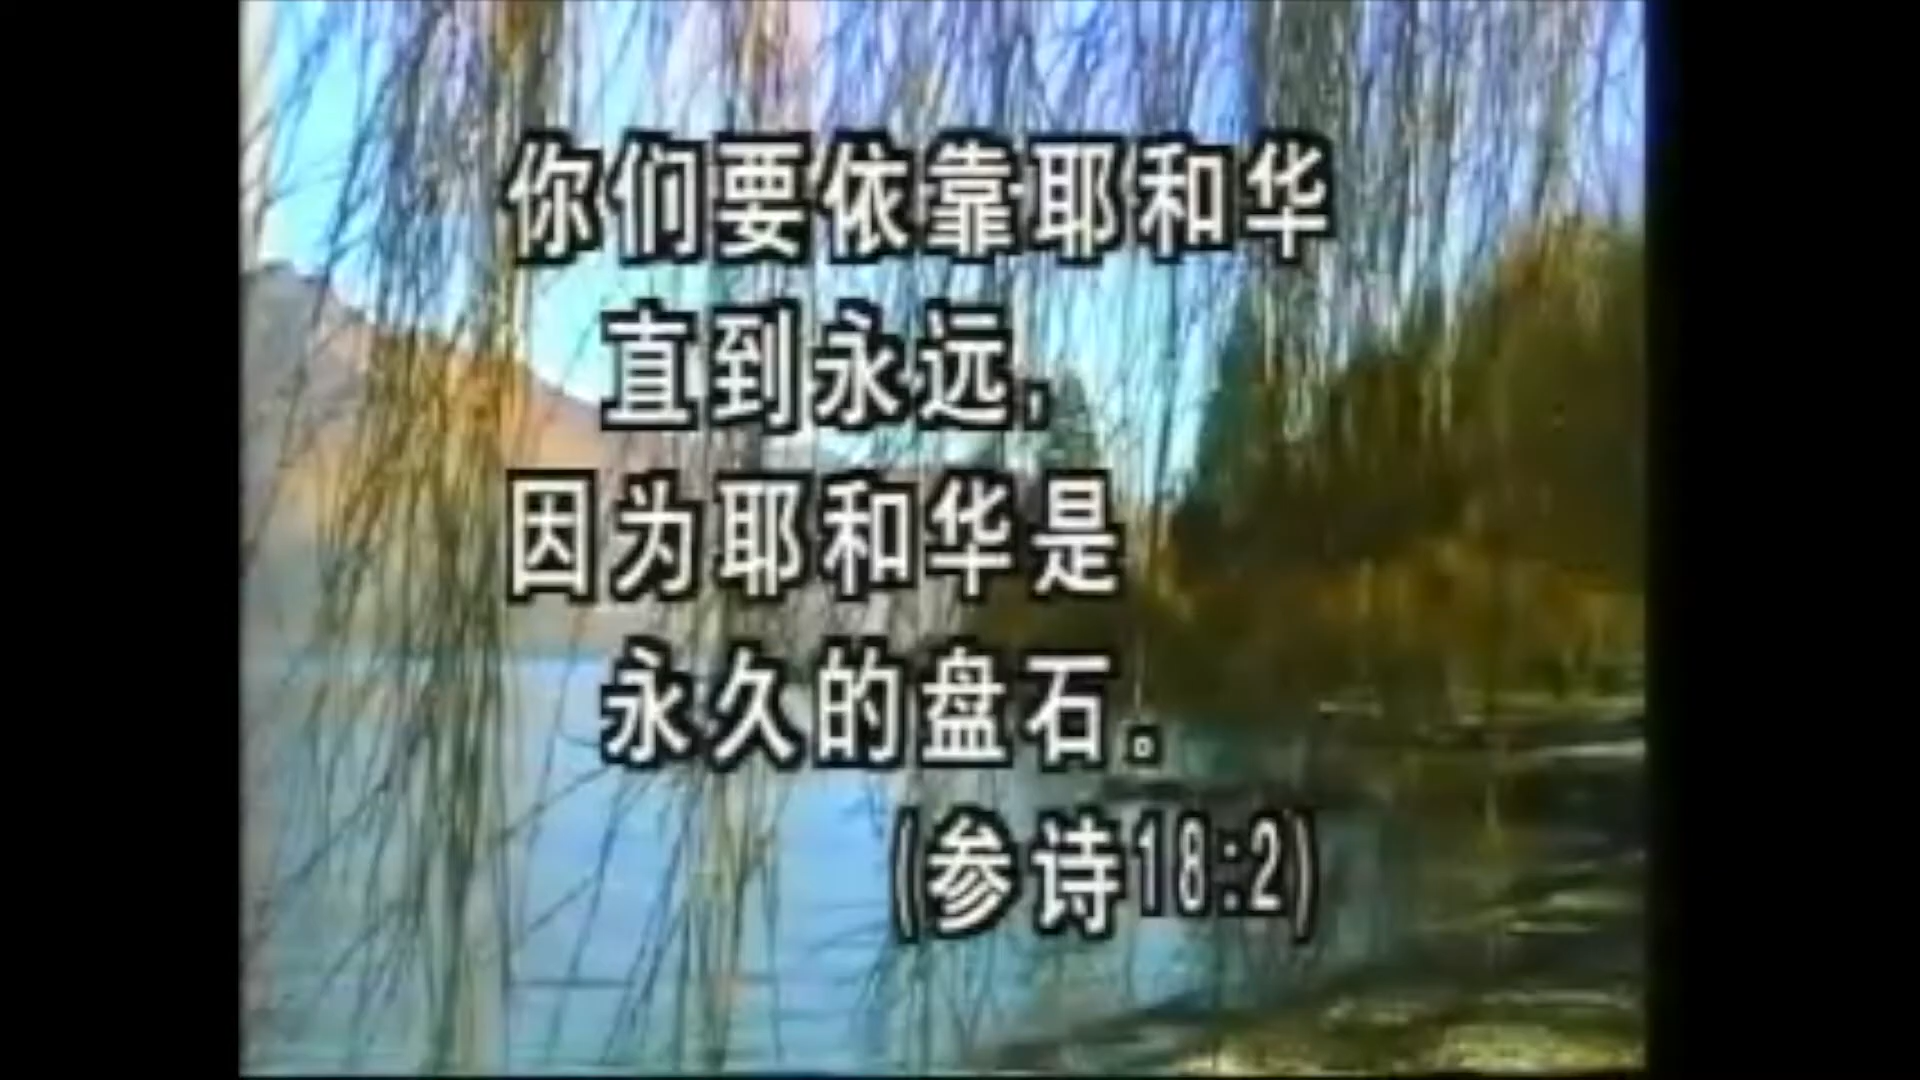 你们要依靠耶和华
直到永远,
因为耶和华是
永久的盘石。
(参诗18:2)